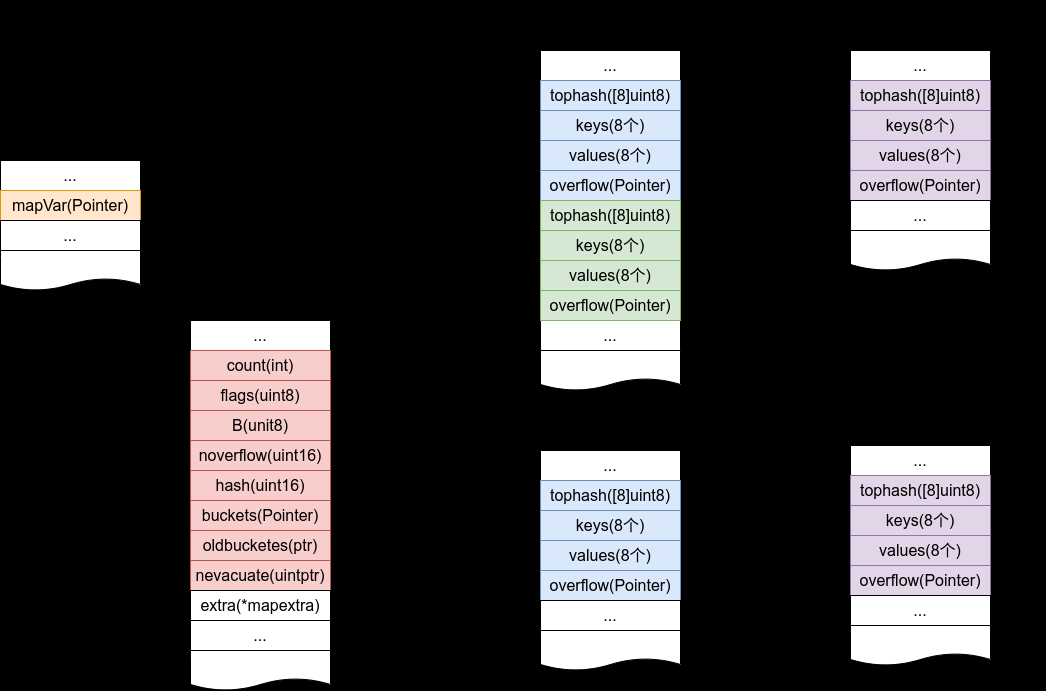 ...
mapVar(Pointer)
...
...
count(int)
flags(uint8)
B(unit8)
noverflow(uint16)
hash(uint16)
buckets(Pointer)
oldbucketes(ptr)
nevacuate(uintptr)
extra(*mapextra)
...
...
tophash([8]uint8)
keys(8个)
values(8个)
overflow(Pointer)
tophash([8]uint8)
keys(8个)
values(8个)
overflow(Pointer)
...
...
tophash([8]uint8)
keys(8个)
values(8个)
overflow(Pointer)
...
...
tophash([8]uint8)
keys(8个)
values(8个)
overflow(Pointer)
...
...
tophash([8]uint8)
keys(8个)
values(8个)
overflow(Pointer)
...